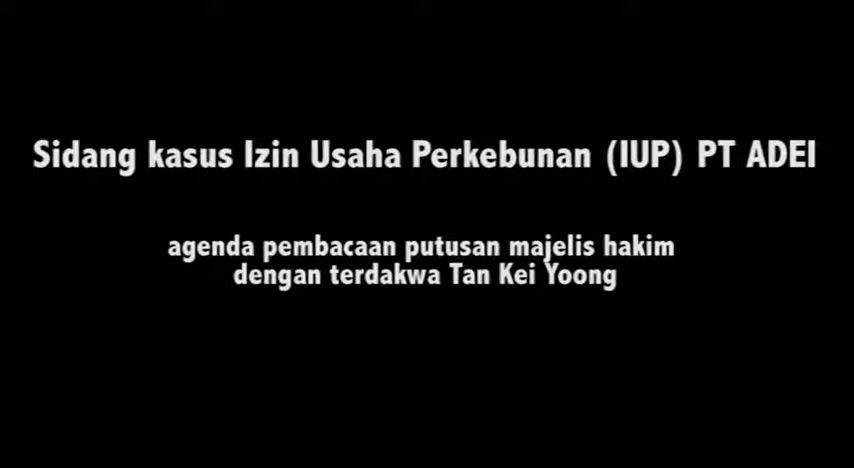 Sidang kasus Izin Usaha Perkebunan (IUP) PT ADEI
agenda pembacaan putusan majelis hakim
dengan terdakwa Tan Kei Yoong